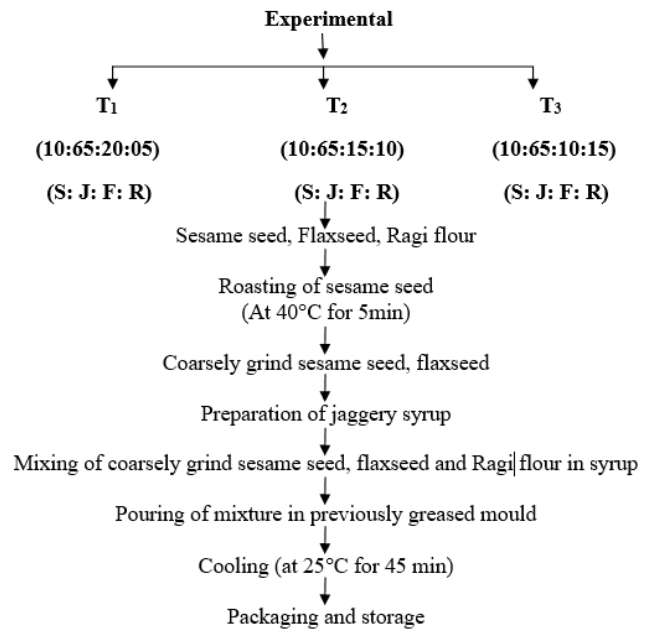 Experimental
T1 T2 T3
(10:65:20:05) (10:65:15:10) (10:65:10:15)
(S: J: F: R) (S: J: F: R) (S: J: F: R)
Sesame seed, Flaxseed, Ragi flour
Roasting of sesame seed
(At 40°C for 5min)
Coarsely grind sesame seed, flaxseed
Preparation of jaggery syrup
Mixing of coarsely grind sesame seed, flaxseed and Ragi flour in syrup
Pouring of mixture in previously greased mould
Cooling (at 25°C for 45 min)
Packaging and storage